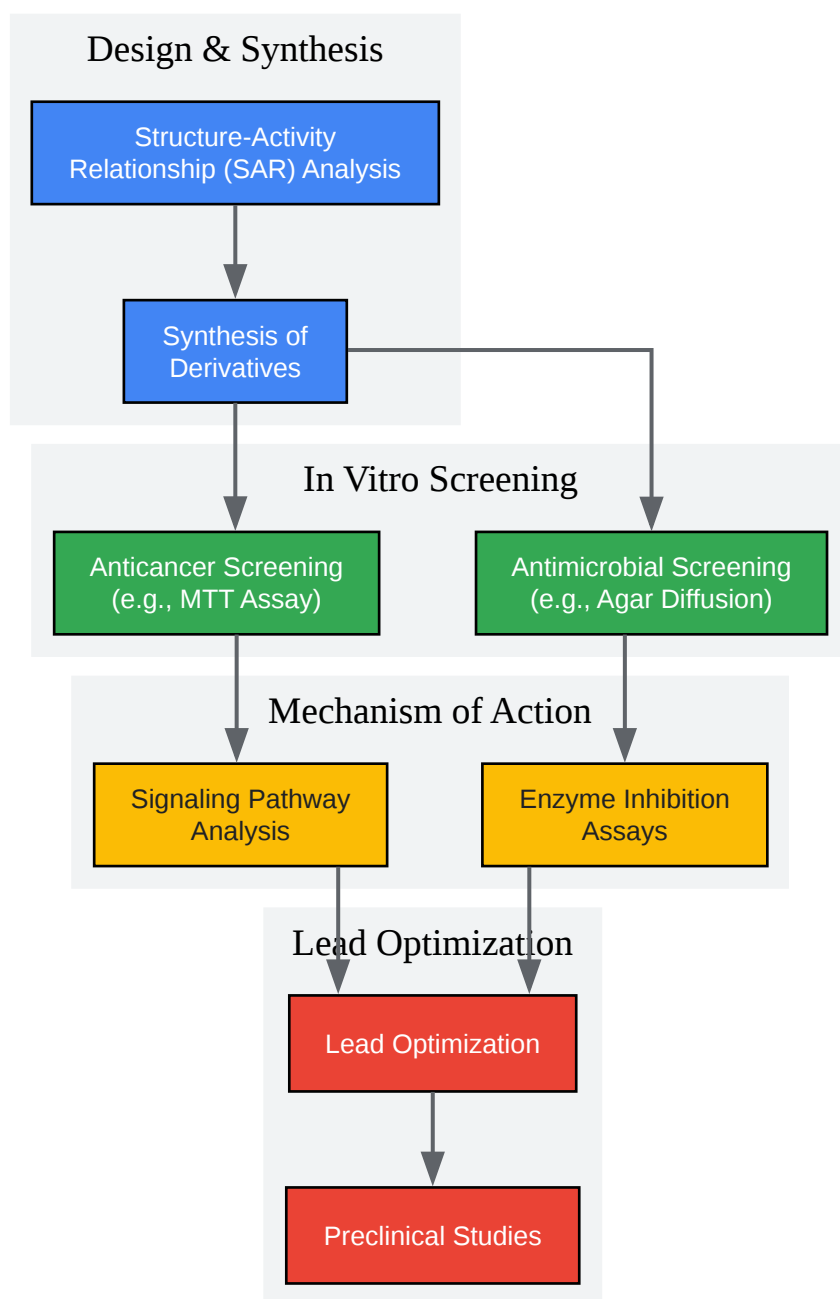 Design & Synthesis
Structure-Activity
Relationship (SAR) Analysis
Synthesis of
Derivatives
In Vitro Screening
Anticancer Screening
(e.g., MTT Assay)
Antimicrobial Screening
(e.g., Agar Diffusion)
Mechanism of Action
Signaling Pathway
Analysis
Enzyme Inhibition
Assays
Lead Optimization
Lead Optimization
Preclinical Studies